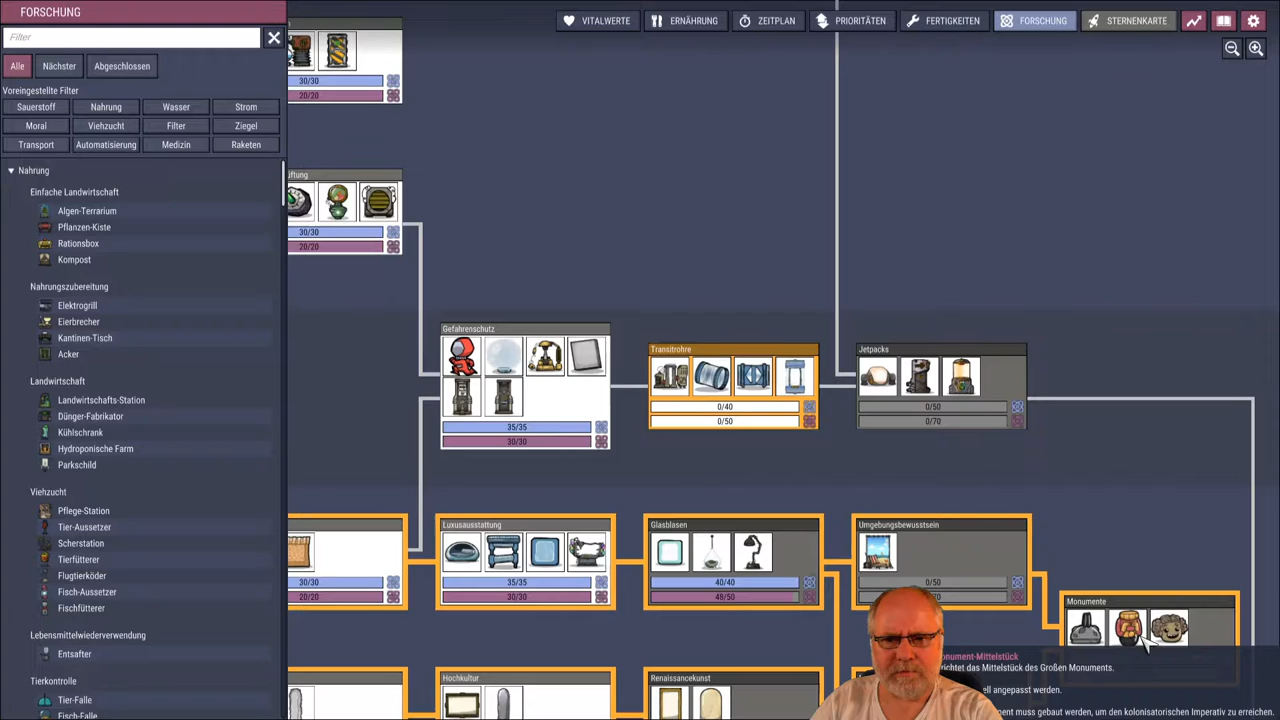 FORSCHUNG
Filter
Alle
Nächster
Abgeschlossen
Voreingestellte Filter
Sauerstoff
Nahrung
Wasser
Strom
Moral
Viehzucht
Filter
Ziegel
Transport
Automatisierung
Medizin
Raketen
Nahrung
Einfache Landwirtschaft
Algen-Terrarium
Pflanzen-Kiste
Rationsbox
Kompost
Nahrungszubereitung
Elektrogrill
Eierbrecher
Kantinen-Tisch
Acker
Landwirtschaft
Landwirtschafts-Station
Dünger-Fabrikator
Kühlschrank
Hydroponische Farm
Parkschild
Viehzucht
Pflege-Station
Tier-Aussetzer
Scherstation
Tierfütterer
Flugtierköder
Fisch-Aussetzer
Fischfütterer
Lebensmittelwiederverwendung
Entsafter
Tierkontrolle
Tier-Falle
Fisch-Falle
VITALWERTE
ERNÄHRUNG
ZEITPLAN
PRIORITÄTEN
FERTIGKEITEN
FORSCHUNG
STERNENKARTE
30/30
20/20
üftung
30/30
20/20
Gefahrenschutz
35/35
30/30
Transitrohre
0/40
0/50
Jetpacks
0/50
0/70
30/30
20/20
Luxusausstattung
35/35
30/30
Glasblasen
40/40
48/50
Umgebungsbewusstsein
0/50
Monumente
Hochkultur
Renaissancekunst
onument-Mittelstück
richtet das Mittelstück des Großen Monuments.
ell angepasst werden.
ment muss gebaut werden, um den kolonisatorischen Imperativ zu erreichen.